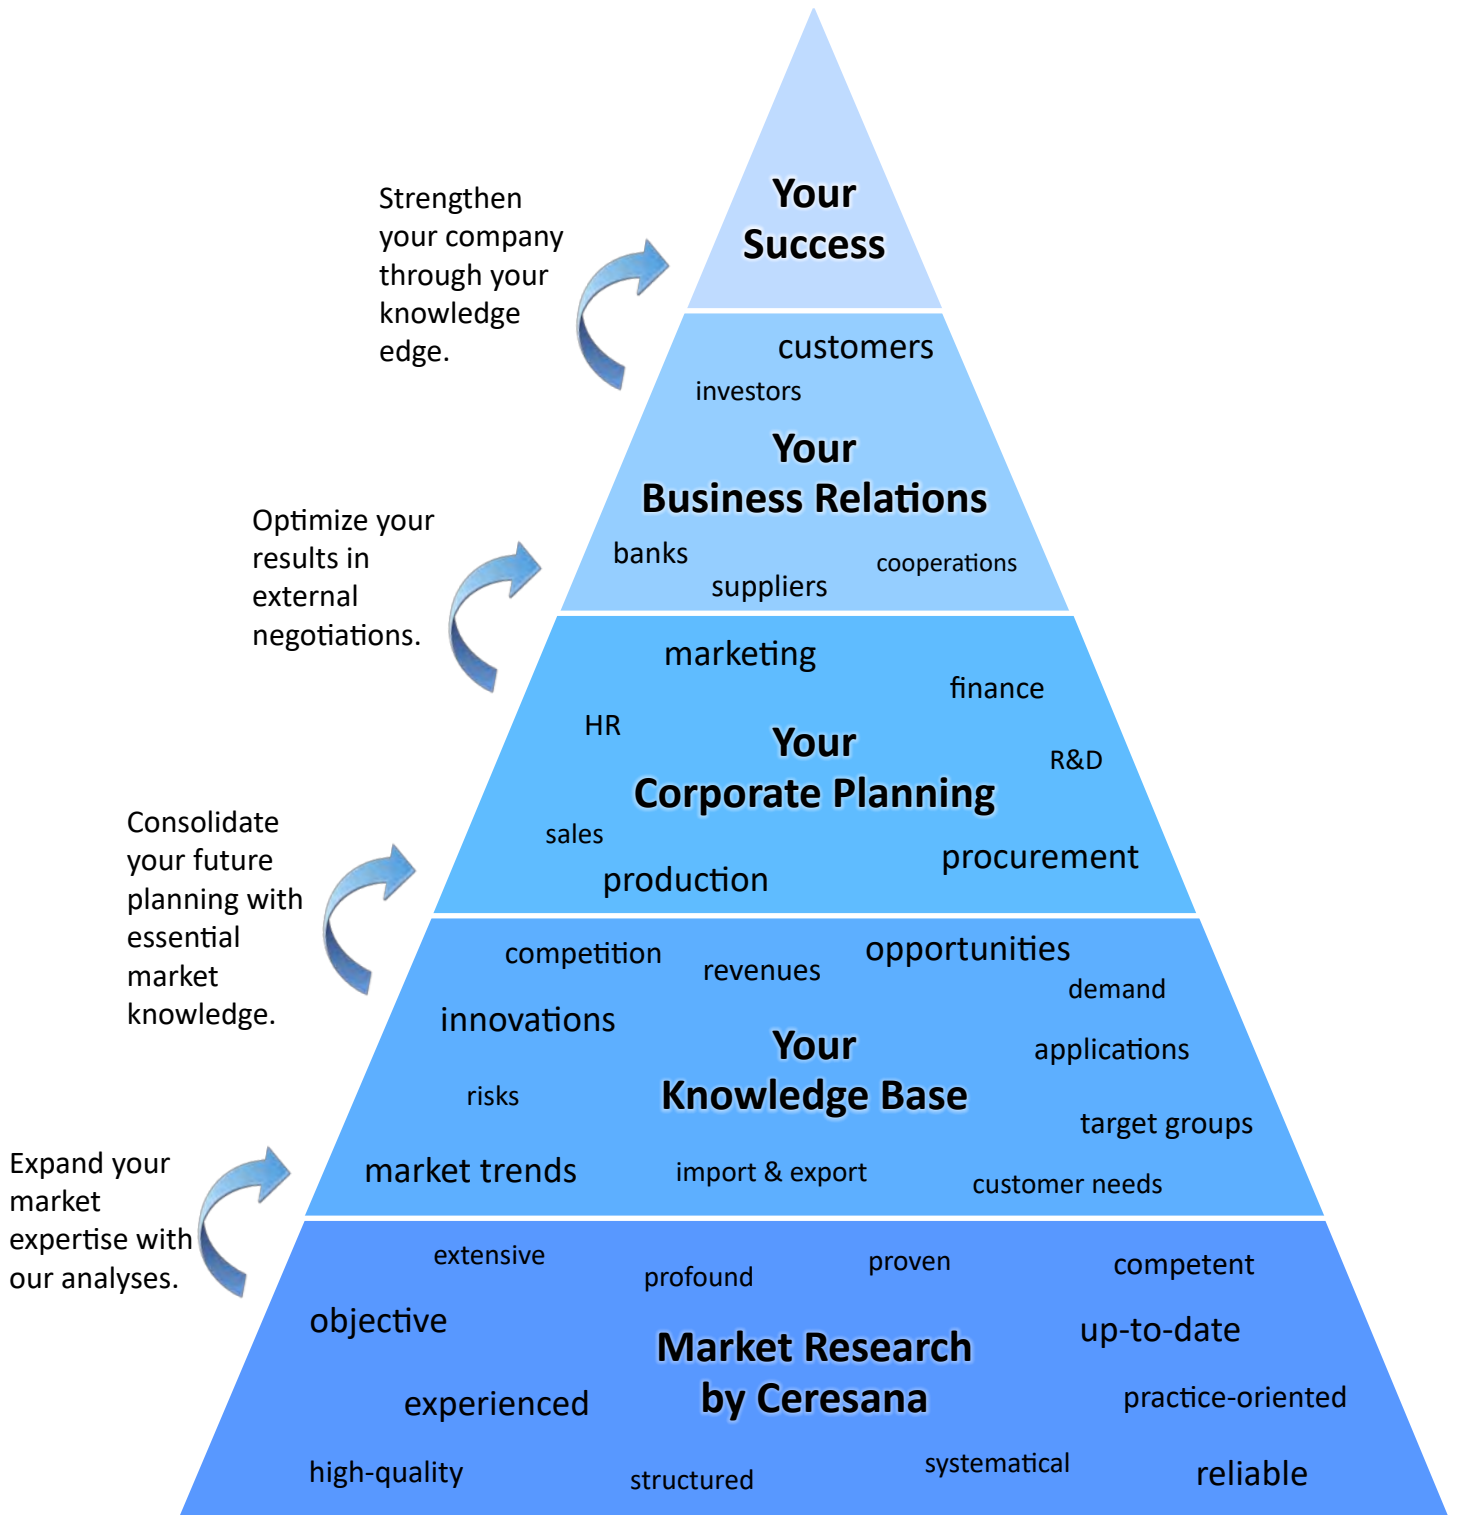 Your
Success
Strengthen
your company
through your
knowledge
edge.
customers
investors
Your
Business Relations
banks
suppliers
cooperations
Optimize your
results in
external
negotiations.
marketing
finance
HR
Your
Corporate Planning
R&D
sales
production
procurement
Consolidate
your future
planning with
essential
market
knowledge.
competition
revenues
opportunities
demand
innovations
Your
Knowledge Base
applications
risks
target groups
market trends
import & export
customer needs
Expand your
market
expertise with
our analyses.
extensive
profound
proven
competent
objective
Market Research
by Ceresana
up-to-date
experienced
practice-oriented
high-quality
structured
systematical
reliable